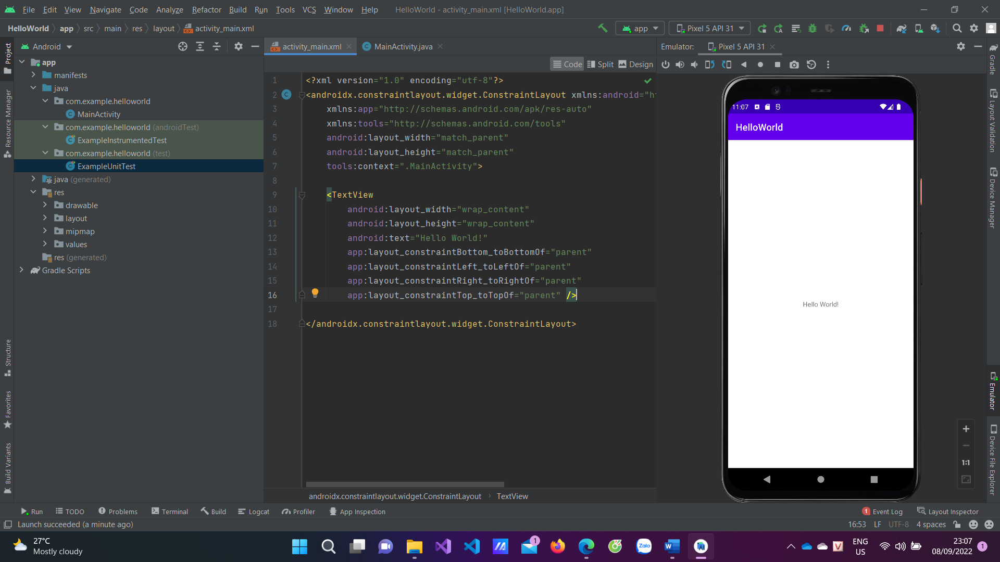 File Edit View Navigate Code Analyze Refactor Build Run Tools VCS Window Help HelloWorld - activity_main.xml [HelloWorld.app]
HelloWorld app src main res layout activity_main.xml app Pixel 5 API 31
Project
Resource Manager
Structure
Favorites
Build Variants
Android
app
manifests
java
com.example.helloworld
MainActivity
com.example.helloworld (androidTest)
ExampleInstrumentedTest
com.example.helloworld (test)
ExampleUnitTest
java (generated)
res
drawable
layout
mipmap
values
res (generated)
Gradle Scripts
activity_main.xml MainActivity.java
Code Split Design
1 <?xml version="1.0" encoding="utf-8"?>
2 <androidx.constraintlayout.widget.ConstraintLayout xmlns:android="ht
3 xmlns:app="http://schemas.android.com/apk/res-auto"
4 xmlns:tools="http://schemas.android.com/tools"
5 android:layout_width="match_parent"
6 android:layout_height="match_parent"
7 tools:context=".MainActivity">
8
9 <TextView
10 android:layout_width="wrap_content"
11 android:layout_height="wrap_content"
12 android:text="Hello World!"
13 app:layout_constraintBottom_toBottomOf="parent"
14 app:layout_constraintLeft_toLeftOf="parent"
15 app:layout_constraintRight_toRightOf="parent"
16 app:layout_constraintTop_toTopOf="parent" />
17
18 </androidx.constraintlayout.widget.ConstraintLayout>
androidx.constraintlayout.widget.ConstraintLayout TextView
Emulator: Pixel 5 API 31
11:07
HelloWorld
Hello World!
1:1
Gradle
Layout Validation
Device Manager
Emulator
Device File Explorer
Run TODO Problems Terminal Build Logcat Profiler App Inspection 1 Event Log Layout Inspector
Launch succeeded (a minute ago) 16:53 LF UTF-8 4 spaces
27°C
Mostly cloudy
1
Zalo
ENG
US
23:07
08/09/2022
1